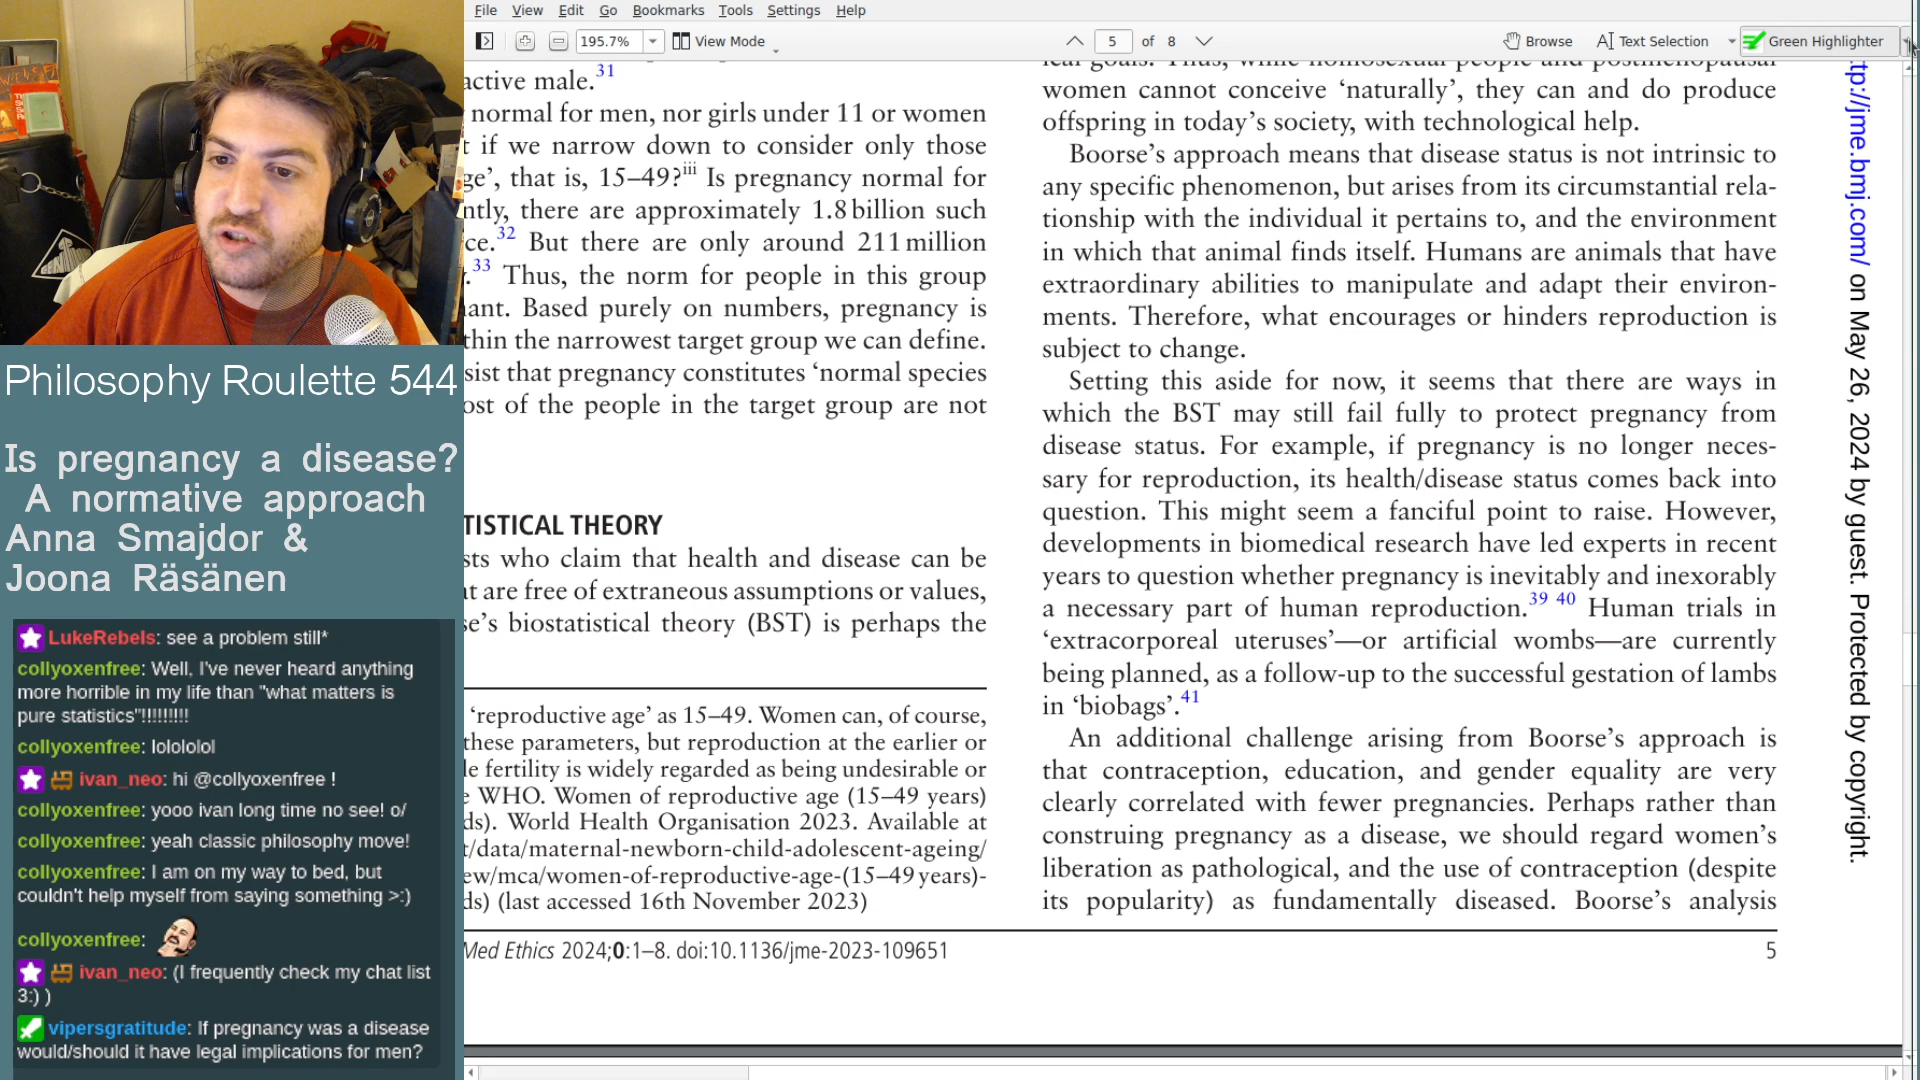 File View Edit Go Bookmarks Tools Settings Help
195.7% View Mode 5 of 8 Browse Text Selection Green Highlighter
active male.31
normal for men, nor girls under 11 or women
if we narrow down to consider only those
ge’, that is, 15–49?iii Is pregnancy normal for
ntly, there are approximately 1.8 billion such
ce.32 But there are only around 211 million
.33 Thus, the norm for people in this group
ant. Based purely on numbers, pregnancy is
thin the narrowest target group we can define.
sist that pregnancy constitutes ‘normal species
ost of the people in the target group are not
TISTICAL THEORY
sts who claim that health and disease can be
t are free of extraneous assumptions or values,
se’s biostatistical theory (BST) is perhaps the
‘reproductive age’ as 15–49. Women can, of course,
these parameters, but reproduction at the earlier or
le fertility is widely regarded as being undesirable or
e WHO. Women of reproductive age (15–49 years)
ds). World Health Organisation 2023. Available at
t/data/maternal-newborn-child-adolescent-ageing/
ew/mca/women-of-reproductive-age-(15–49 years)-
ds) (last accessed 16th November 2023)
Med Ethics 2024;0:1–8. doi:10.1136/jme-2023-109651
ical goals. Thus, while homosexual people and postmenopausal
women cannot conceive ‘naturally’, they can and do produce
offspring in today’s society, with technological help.
Boorse’s approach means that disease status is not intrinsic to
any specific phenomenon, but arises from its circumstantial rela-
tionship with the individual it pertains to, and the environment
in which that animal finds itself. Humans are animals that have
extraordinary abilities to manipulate and adapt their environ-
ments. Therefore, what encourages or hinders reproduction is
subject to change.
Setting this aside for now, it seems that there are ways in
which the BST may still fail fully to protect pregnancy from
disease status. For example, if pregnancy is no longer neces-
sary for reproduction, its health/disease status comes back into
question. This might seem a fanciful point to raise. However,
developments in biomedical research have led experts in recent
years to question whether pregnancy is inevitably and inexorably
a necessary part of human reproduction.39 40 Human trials in
‘extracorporeal uteruses’—or artificial wombs—are currently
being planned, as a follow-up to the successful gestation of lambs
in ‘biobags’.41
An additional challenge arising from Boorse’s approach is
that contraception, education, and gender equality are very
clearly correlated with fewer pregnancies. Perhaps rather than
construing pregnancy as a disease, we should regard women’s
liberation as pathological, and the use of contraception (despite
its popularity) as fundamentally diseased. Boorse’s analysis
5
ttp://jme.bmj.com/ on May 26, 2024 by guest. Protected by copyright.
Philosophy Roulette 544
Is pregnancy a disease?
A normative approach
Anna Smajdor &
Joona Räsänen
LukeRebels: see a problem still*
collyoxenfree: Well, I've never heard anything
more horrible in my life than "what matters is
pure statistics"!!!!!!!!!
collyoxenfree: lolololol
ivan_neo: hi @collyoxenfree !
collyoxenfree: yooo ivan long time no see! o/
collyoxenfree: yeah classic philosophy move!
collyoxenfree: I am on my way to bed, but
couldn't help myself from saying something >:)
collyoxenfree:
ivan_neo: (I frequently check my chat list
3:) )
vipersgratitude: If pregnancy was a disease
would/should it have legal implications for men?